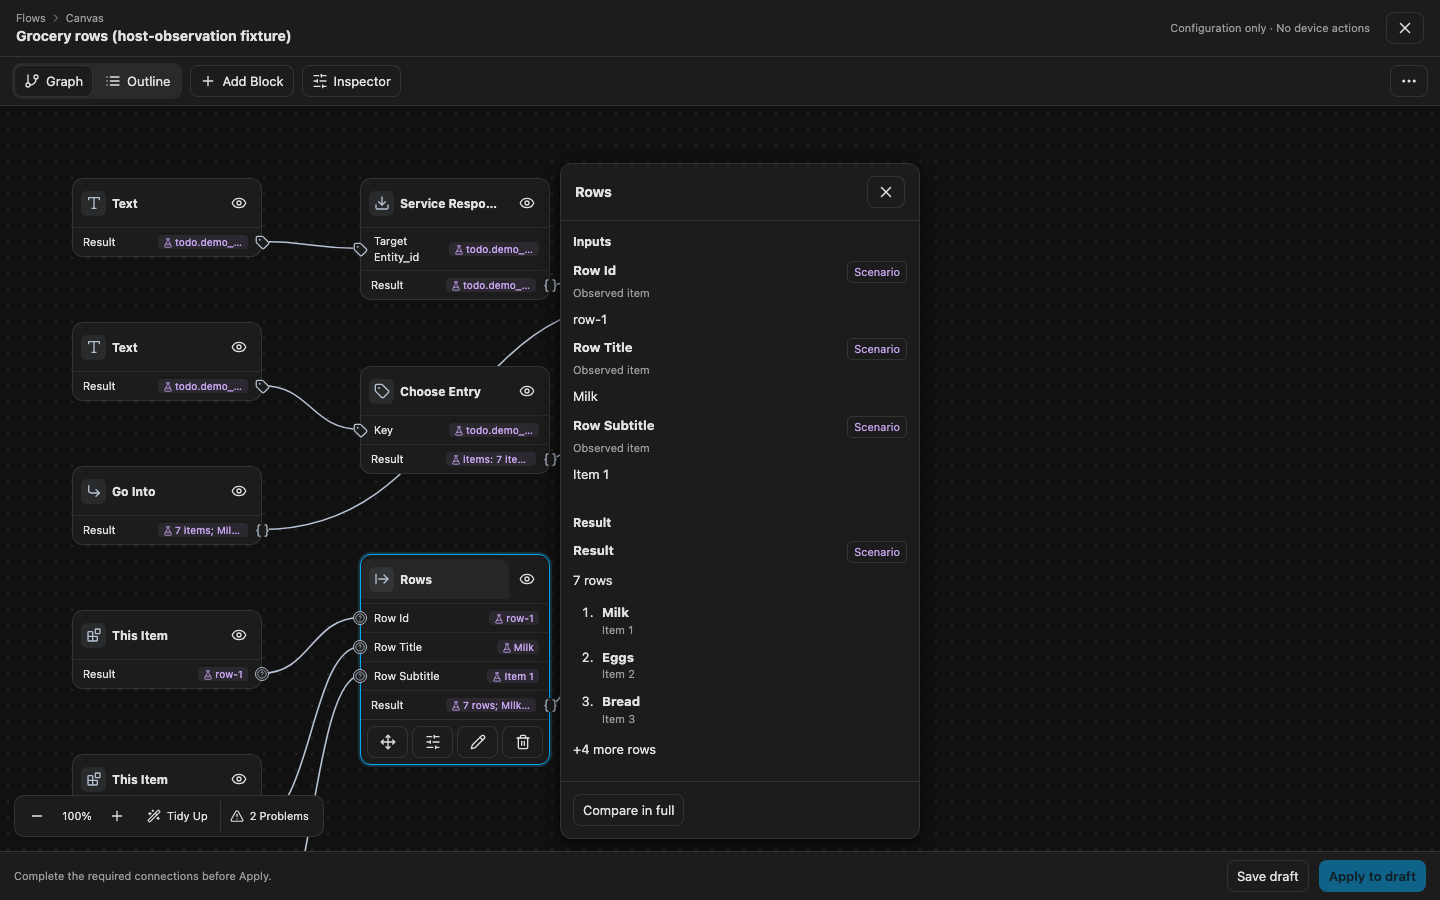 Flows > Canvas
Grocery rows (host-observation fixture)
Configuration only · No device actions
Graph
Outline
Add Block
Inspector
Text
Result
todo.demo_...
Service Respo...
Target
Entity_id
todo.demo_...
Result
todo.demo_...
Text
Result
todo.demo_...
Choose Entry
Key
todo.demo_...
Result
items: 7 ite...
Go Into
Result
7 items; Mil...
{ }
This Item
Result
row-1
This Item
Rows
Row Id
row-1
Row Title
Milk
Row Subtitle
Item 1
Result
7 rows; Milk...
Rows
Inputs
Row Id
Scenario
Observed item
row-1
Row Title
Scenario
Observed item
Milk
Row Subtitle
Scenario
Observed item
Item 1
Result
Result
Scenario
7 rows
1. Milk
Item 1
2. Eggs
Item 2
3. Bread
Item 3
+4 more rows
Compare in full
100%
Tidy Up
2 Problems
Complete the required connections before Apply.
Save draft
Apply to draft